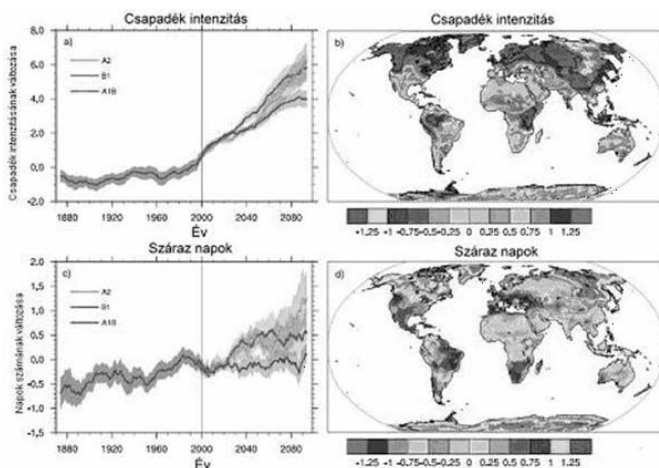 Csapadék intenzitás
Csapadék intenzitásának változása
8,0
6,0
4,0
2,0
0,0
-2,0
a)
A2
B1
A1B
1880 1920 1960 2000 2040 2080
Év
Csapadék intenzitás
b)
-1.25 -1 -0.75 -0.5 -0.25 0 0.25 0.5 0.75 1 1.25
Száraz napok
Napok számának változása
2,0
1,5
1,0
0,5
0,0
-0,5
-1,0
-1,5
c)
A2
B1
A1B
1880 1920 1960 2000 2040 2080
Év
Száraz napok
d)
-1.25 -1 -0.75 -0.5 -0.25 0 0.25 0.5 0.75 1 1.25